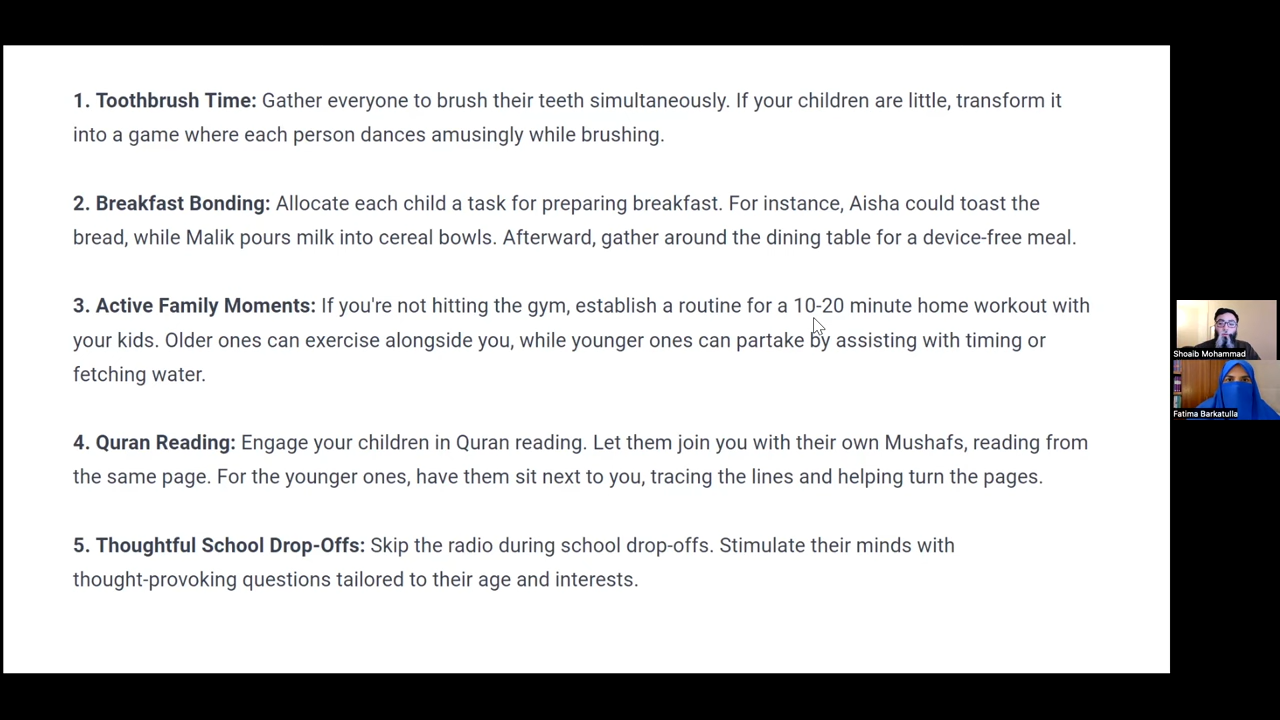 1. Toothbrush Time: Gather everyone to brush their teeth simultaneously. If your children are little, transform it
into a game where each person dances amusingly while brushing.
2. Breakfast Bonding: Allocate each child a task for preparing breakfast. For instance, Aisha could toast the
bread, while Malik pours milk into cereal bowls. Afterward, gather around the dining table for a device-free meal.
3. Active Family Moments: If you're not hitting the gym, establish a routine for a 10-20 minute home workout with
your kids. Older ones can exercise alongside you, while younger ones can partake by assisting with timing or
fetching water.
4. Quran Reading: Engage your children in Quran reading. Let them join you with their own Mushafs, reading from
the same page. For the younger ones, have them sit next to you, tracing the lines and helping turn the pages.
5. Thoughtful School Drop-Offs: Skip the radio during school drop-offs. Stimulate their minds with
thought-provoking questions tailored to their age and interests.
Shoaib Mohammad
Fatima Barkatulla